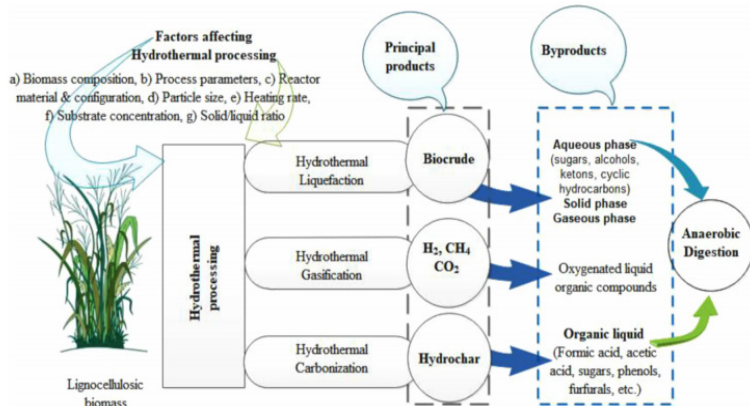 Factors affecting
Hydrothermal processing
a) Biomass composition, b) Process parameters, c) Reactor
material & configuration, d) Particle size, e) Heating rate,
f) Substrate concentration, g) Solid/liquid ratio
Principal
products
Byproducts
Hydrothermal
processing
Hydrothermal
Liquefaction
Biocrude
Aqueous phase
(sugars, alcohols,
ketons, cyclic
hydrocarbons)
Solid phase
Gaseous phase
Hydrothermal
Gasification
H₂, CH₄
CO₂
Oxygenated liquid
organic compounds
Anaerobic
Digestion
Hydrothermal
Carbonization
Hydrochar
Organic liquid
(Formic acid, acetic
acid, sugars, phenols,
furfurals, etc.)
Lignocellulosic
biomass